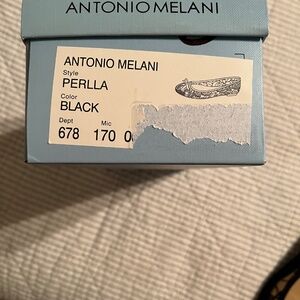 ANTONIO MELANI
ANTONIO MELANI
Style
PERLLA
Color
BLACK
Dept Mic
678 170